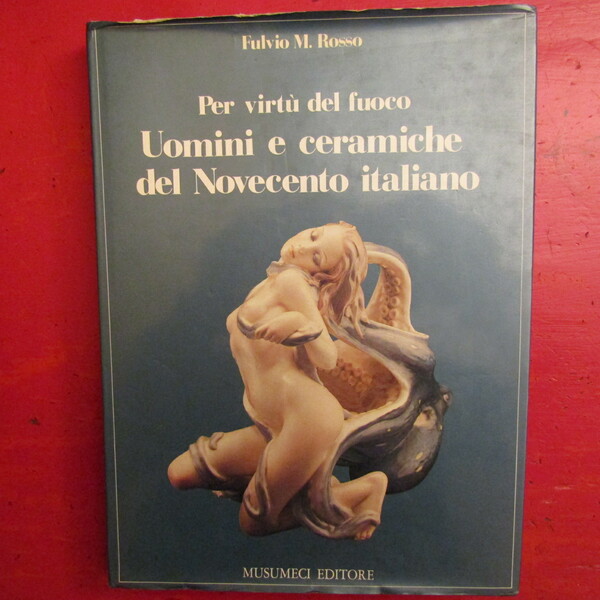 Fulvio M. Rosso
Per virtù del fuoco
Uomini e ceramiche
del Novecento italiano
MUSUMECI EDITORE